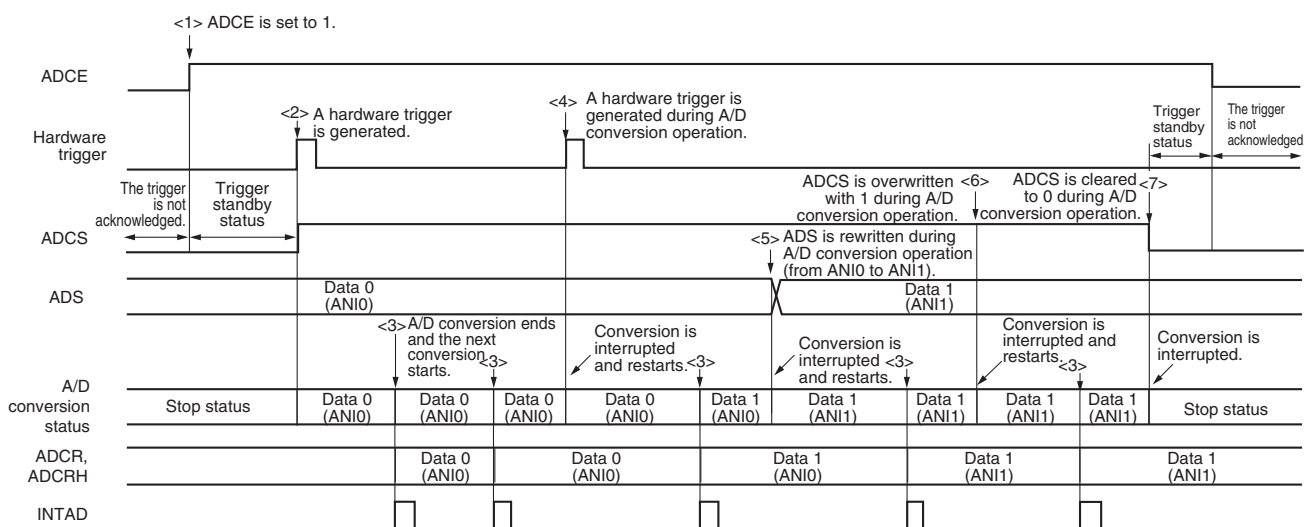 <1> ADCE is set to 1.
ADCE
<2> A hardware trigger
is generated.
<4> A hardware trigger is
generated during A/D
conversion operation.
Trigger
standby
status
The trigger
is not
acknowledged.
Hardware
trigger
The trigger
is not
acknowledged.
Trigger
standby
status
ADCS is overwritten <6>
with 1 during A/D
conversion operation.
ADCS is cleared <7>
to 0 during A/D
conversion operation.
ADCS
<5> ADS is rewritten during
A/D conversion operation
(from ANI0 to ANI1).
ADS
Data 0
(ANI0)
Data 1
(ANI1)
<3> A/D conversion ends
and the next
conversion
starts.
<3>
Conversion is
interrupted
and restarts.
<3>
Conversion is
interrupted
and restarts.
<3>
Conversion is
interrupted and
restarts.
<3>
Conversion is
interrupted.
A/D
conversion
status
Stop status
Data 0
(ANI0)
Data 0
(ANI0)
Data 0
(ANI0)
Data 0
(ANI0)
Data 1
(ANI0)
Data 1
(ANI1)
Data 1
(ANI1)
Data 1
(ANI1)
Data 1
(ANI1)
Stop status
ADCR,
ADCRH
Data 0
(ANI0)
Data 0
(ANI0)
Data 1
(ANI0)
Data 1
(ANI1)
Data 1
(ANI1)
INTAD